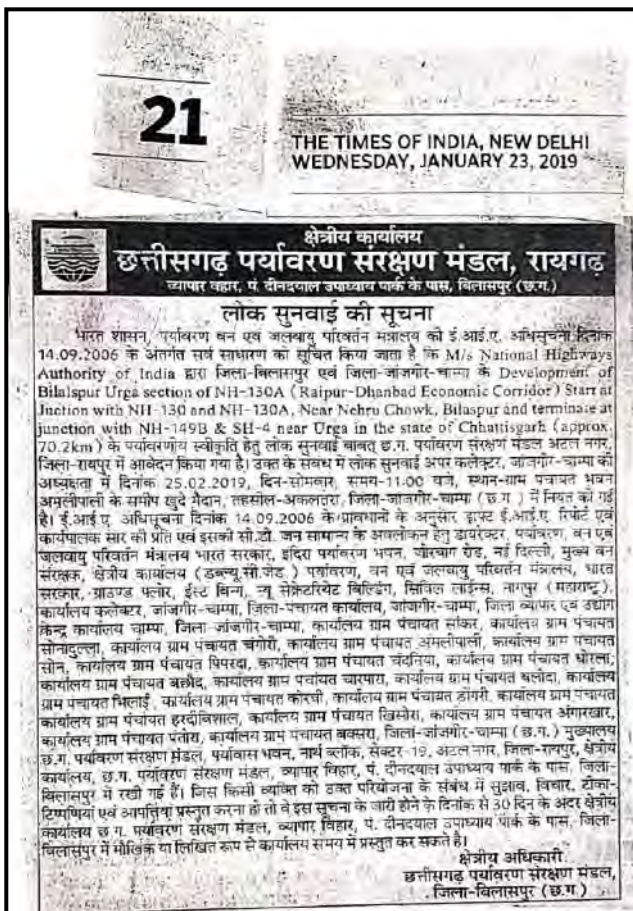 21
THE TIMES OF INDIA, NEW DELHI
WEDNESDAY, JANUARY 23, 2019
क्षेत्रीय कार्यालय
छत्तीसगढ़ पर्यावरण संरक्षण मंडल, रायगढ़
व्यापार विहार, पं. दीनदयाल उपाध्याय पार्क के पास, बिलासपुर (छ.ग.)
लोक सुनवाई की सूचना
भारत शासन, पर्यावरण वन एवं जलवायु परिवर्तन मंत्रालय की ई.आई.ए. अधिसूचना दिनांक
14.09.2006 के अंतर्गत सर्व साधारण को सूचित किया जाता है कि M/s National Highways
Authority of India द्वारा जिला-बिलासपुर एवं जिला-जांजगीर-चाम्पा के Development of
Bilalspur Urga section of NH-130A (Raipur-Dhanbad Economic Corridor) Start at
Juction with NH-130 and NH-130A, Near Nehru Chowk, Bilaspur and terminate at
junction with NH-149B & SH-4 near Urga in the state of Chhattisgarh (approx.
70.2km) के पर्यावरणीय स्वीकृति हेतु लोक सुनवाई बाबत् छ.ग. पर्यावरण संरक्षण मंडल अटल नगर,
जिला-रायपुर में आवेदन किया गया है। उक्त के संबंध में लोक सुनवाई अपर कलेक्टर, जांजगीर-चाम्पा की
अध्यक्षता में दिनांक 25.02.2019, दिन-सोमवार, समय-11.00 बजे, स्थान-ग्राम पंचायत भवन
अमलीपाली के समीप खुदे मैदान, तहसील-अकलतरा, जिला-जांजगीर-चाम्पा (छ.ग.) में नियत की गई
है। ई.आई.ए. अधिसूचना दिनांक 14.09.2006 के प्रावधानों के अनुसार ड्राफ्ट ई.आई.ए. रिपोर्ट एवं
कार्यपालक सार की प्रति एवं इसकी सी.डी. जन सामान्य के अवलोकन हेतु डायरेक्टर, पर्यावरण, वन एवं
जलवायु परिवर्तन मंत्रालय भारत सरकार, इंदिरा पर्यावरण भवन, जोरबाग रोड, नई दिल्ली, मुख्य वन
संरक्षक, क्षेत्रीय कार्यालय (डब्ल्यू.सी.जेड) पर्यावरण, वन एवं जलवायु परिवर्तन मंत्रालय, भारत
सरकार, ग्राउण्ड फ्लोर, ईस्ट विन्ग, न्यू सेक्रेटरियेट बिल्डिंग, सिविल लाईन्स, नागपुर (महाराष्ट्र),
कार्यालय कलेक्टर, जांजगीर-चाम्पा, जिला-पंचायत कार्यालय, जांजगीर-चाम्पा, जिला व्यापार एवं उद्योग
केन्द्र कार्यालय चाम्पा, जिला-जांजगीर-चाम्पा, कार्यालय ग्राम पंचायत सांकर, कार्यालय ग्राम पंचायत
सोनादुल्ला, कार्यालय ग्राम पंचायत चंगोरी, कार्यालय ग्राम पंचायत अमलीपाली, कार्यालय ग्राम पंचायत
सोन, कार्यालय ग्राम पंचायत पिपरदा, कार्यालय ग्राम पंचायत चंदनिया, कार्यालय ग्राम पंचायत
कार्यालय ग्राम पंचायत बछौद, कार्यालय ग्राम पंचायत चारपारा, कार्यालय ग्राम पंचायत बलौदा, कार्यालय
ग्राम पंचायत भिलाई, कार्यालय ग्राम पंचायत कोरबी, कार्यालय ग्राम पंचायत डोंगरी, कार्यालय ग्राम पंचायत
कार्यालय ग्राम पंचायत हरदीविशाल, कार्यालय ग्राम पंचायत खिसोरा, कार्यालय ग्राम पंचायत अंगारखार,
कार्यालय ग्राम पंचायत पंतोरा, कार्यालय ग्राम पंचायत बक्सरा, जिला-जांजगीर-चाम्पा (छ.ग.) मुख्यालय
छ.ग. पर्यावरण संरक्षण मंडल, पर्यावास भवन, नार्थ ब्लॉक, सेक्टर-19, अटल नगर, जिला-रायपुर, क्षेत्रीय
कार्यालय, छ.ग. पर्यावरण संरक्षण मंडल, व्यापार विहार, पं. दीनदयाल उपाध्याय पार्क के पास, जिला-
बिलासपुर में रखी गई हैं। जिस किसी व्यक्ति को उक्त परियोजना के संबंध में सुझाव, विचार, टीका-
टिप्पणियां एवं आपत्तियां प्रस्तुत करना हो तो वे इस सूचना के जारी होने के दिनांक से 30 दिन के अंदर क्षेत्रीय
कार्यालय छ.ग. पर्यावरण संरक्षण मंडल, व्यापार विहार, पं. दीनदयाल उपाध्याय पार्क के पास, जिला-
बिलासपुर में मौखिक या लिखित रूप से कार्यालय समय में प्रस्तुत कर सकते है।
क्षेत्रीय अधिकारी
छत्तीसगढ़ पर्यावरण संरक्षण मंडल,
जिला-बिलासपुर (छ.ग.)